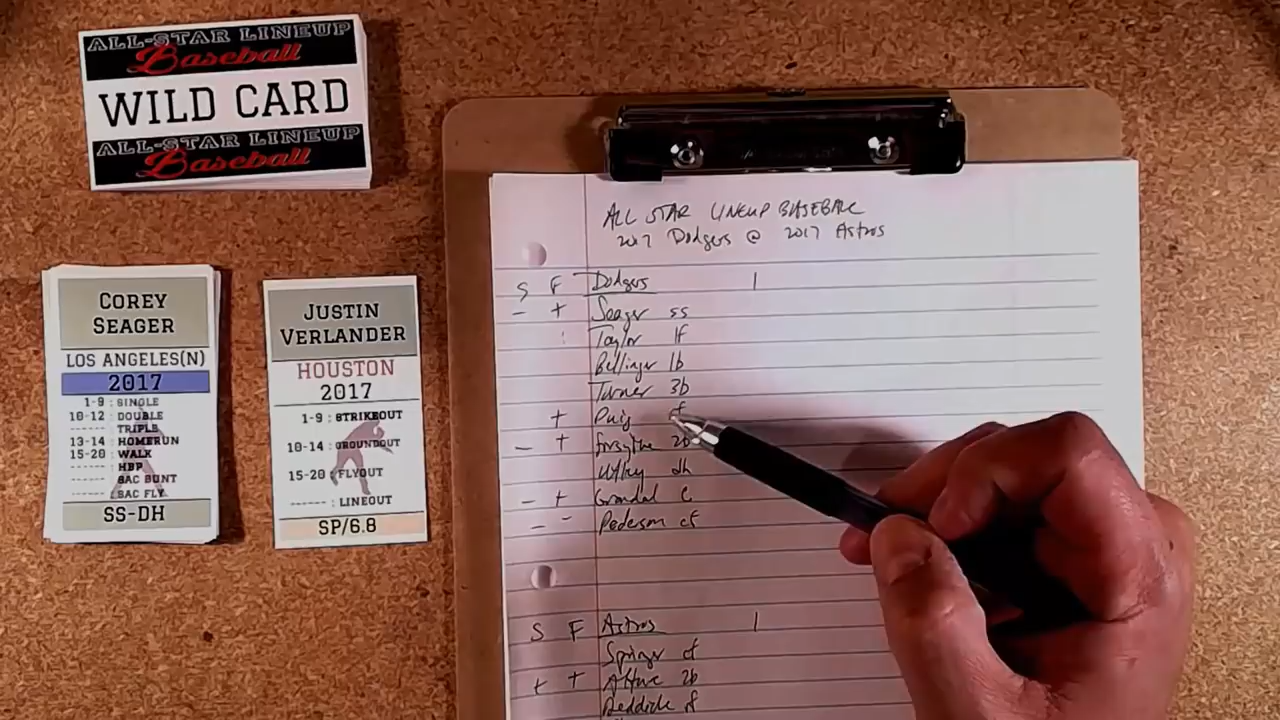 ALL-STAR LINEUP
Baseball
WILD CARD
ALL-STAR LINEUP
Baseball
COREY
SEAGER
LOS ANGELES(N)
2017
1-9 : SINGLE
10-12 : DOUBLE
------ : TRIPLE
13-14 : HOMERUN
15-20 : WALK
------ : HBP
------ : SAC BUNT
------ : SAC FLY
SS-DH
JUSTIN
VERLANDER
HOUSTON
2017
1-9 : STRIKEOUT
10-14 : GROUNDOUT
15-20 : FLYOUT
------ : LINEOUT
SP/6.8
ALL STAR LINEUP BASEBALL
2017 Dodgers @ 2017 Astros
S F Dodgers 1
- + Seager ss
Taylor lf
Bellinger 1b
Turner 3b
+ Puig
- + Forsythe 2b
Utley dh
- + Grandal c
- - Pederson cf
S F Astros 1
Springer cf
+ + Altuve 2b
Reddick rf